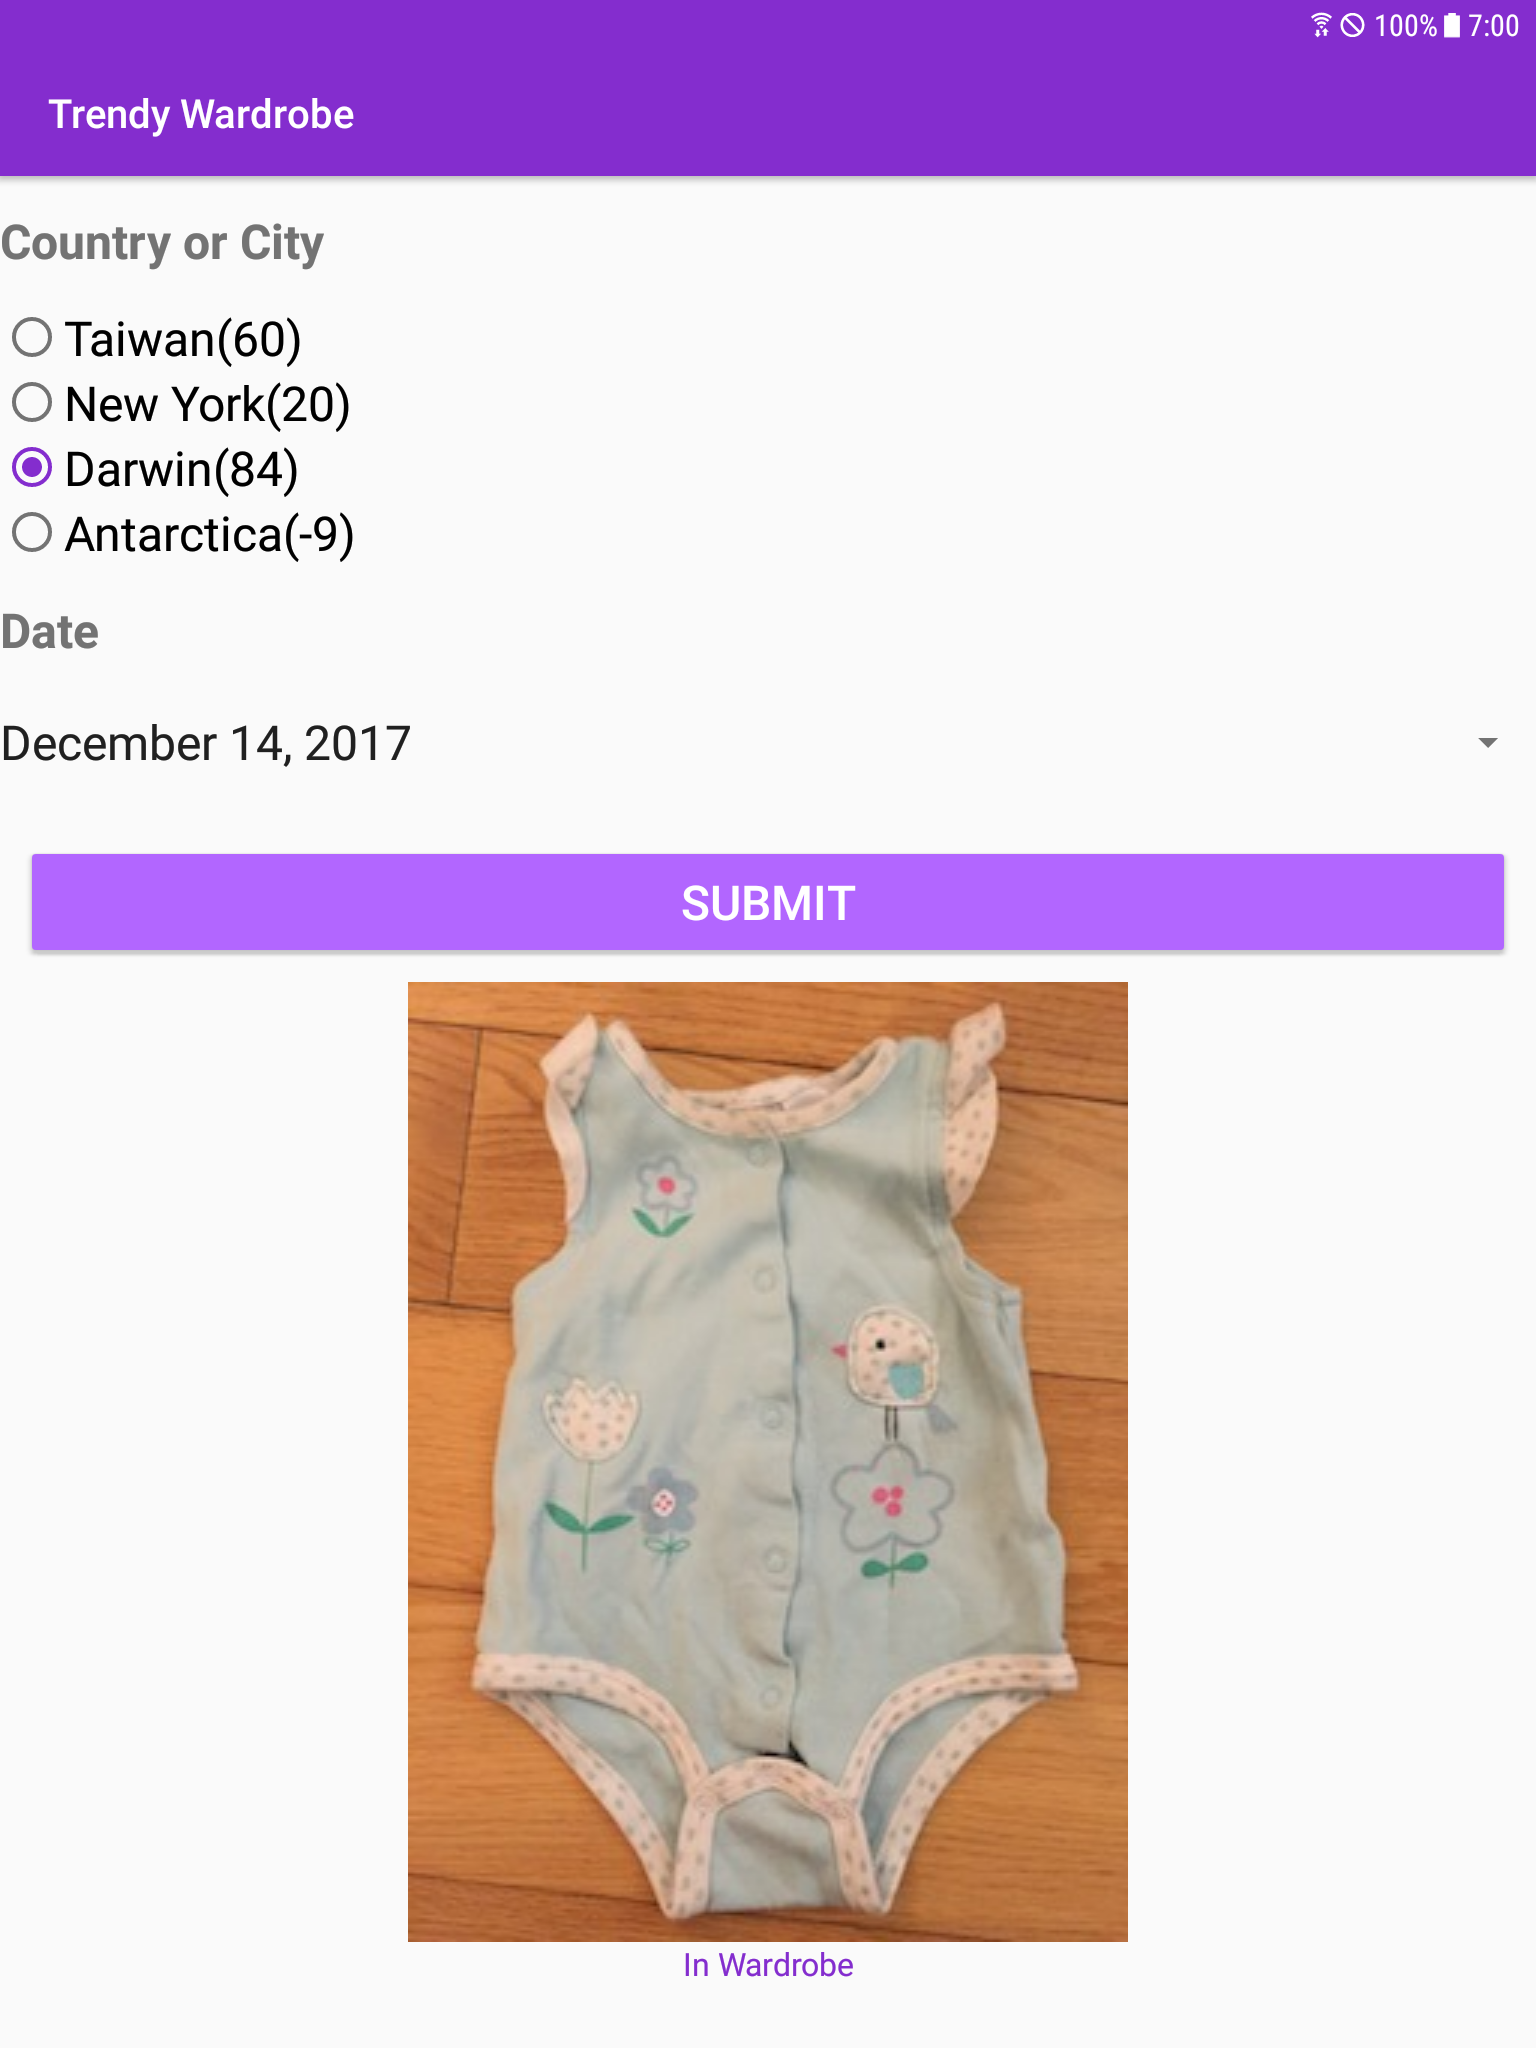 100% 7:00
Trendy Wardrobe
Country or City
Taiwan(60)
New York(20)
Darwin(84)
Antarctica(-9)
Date
December 14, 2017
SUBMIT
In Wardrobe